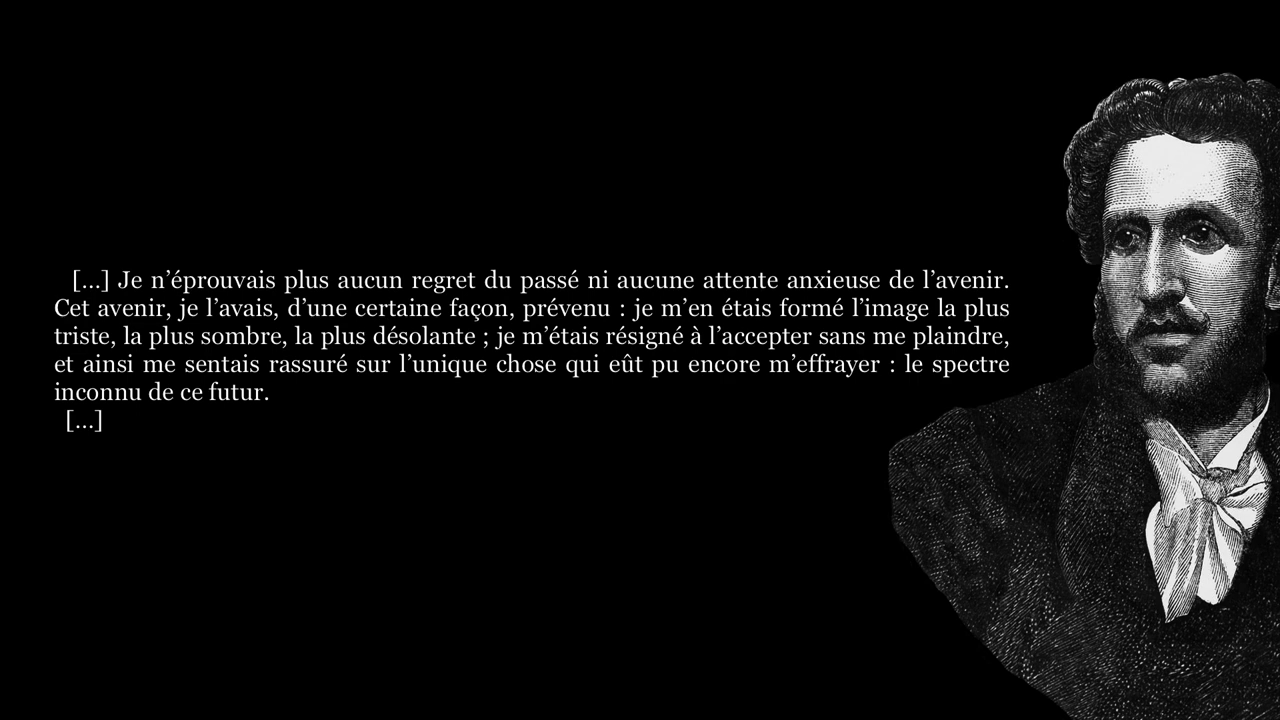 […] Je n’éprouvais plus aucun regret du passé ni aucune attente anxieuse de l’avenir.
Cet avenir, je l’avais, d’une certaine façon, prévenu : je m’en étais formé l’image la plus
triste, la plus sombre, la plus désolante ; je m’étais résigné à l’accepter sans me plaindre,
et ainsi me sentais rassuré sur l’unique chose qui eût pu encore m’effrayer : le spectre
inconnu de ce futur.
[…]